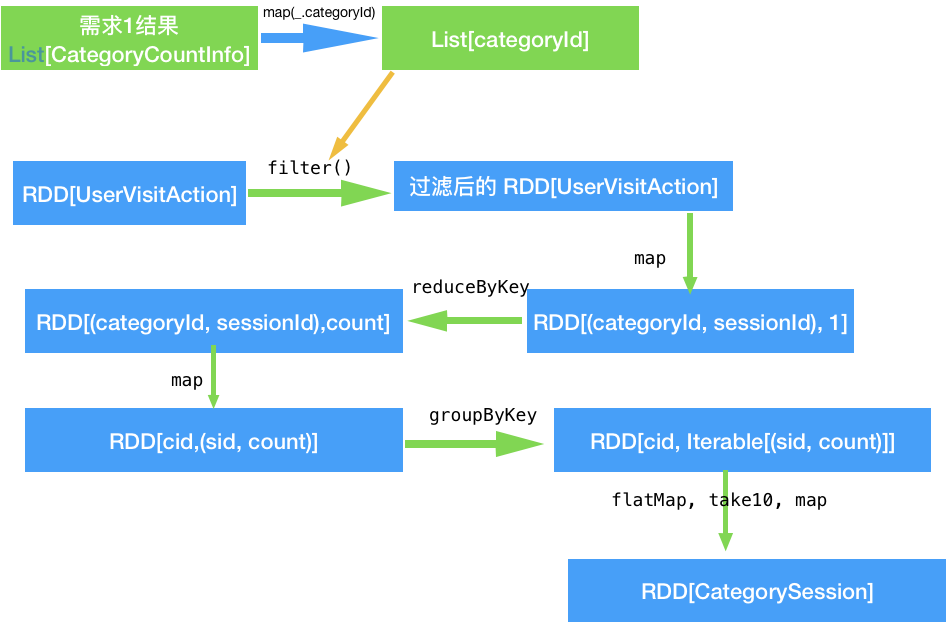 需求1结果
List[CategoryCountInfo]
map(_.categoryId)
List[categoryId]
RDD[UserVisitAction]
filter()
过滤后的 RDD[UserVisitAction]
map
RDD[(categoryId, sessionId), 1]
reduceByKey
RDD[(categoryId, sessionId),count]
map
RDD[cid,(sid, count)]
groupByKey
RDD[cid, Iterable[(sid, count)]]
flatMap, take10, map
RDD[CategorySession]